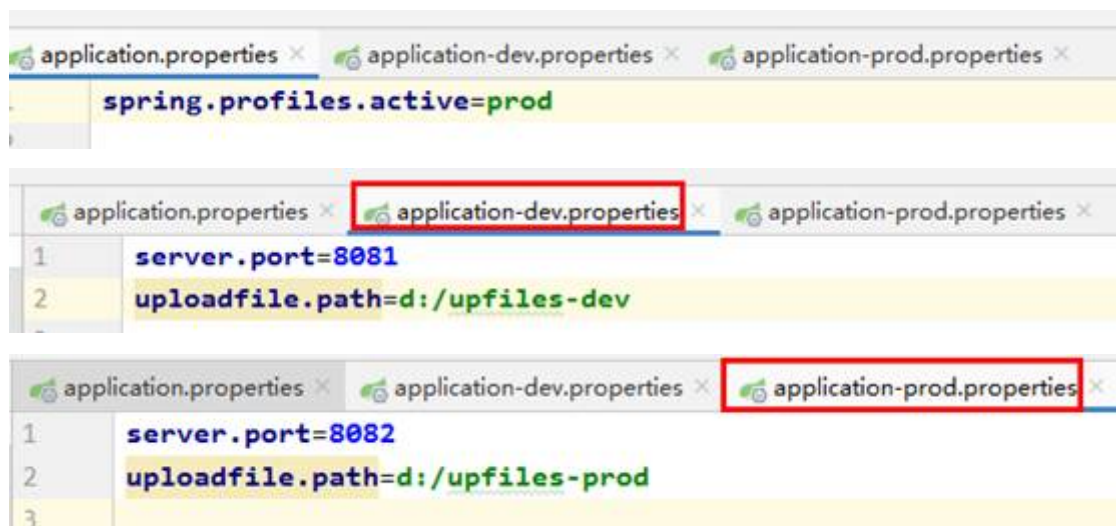 application.properties × application-dev.properties × application-prod.properties ×
spring.profiles.active=prod
application.properties × application-dev.properties × application-prod.properties ×
1 server.port=8081
2 uploadfile.path=d:/upfiles-dev
application.properties × application-dev.properties × application-prod.properties ×
1 server.port=8082
2 uploadfile.path=d:/upfiles-prod
3